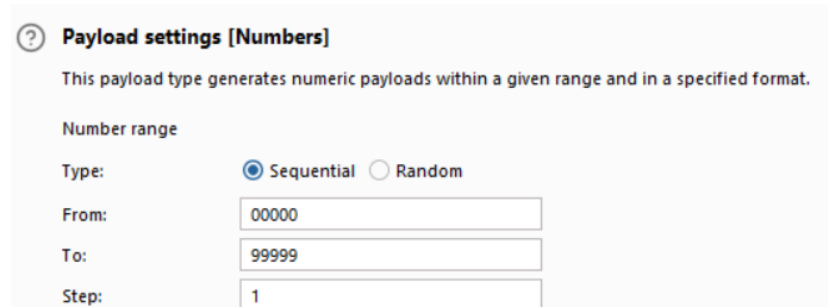 Payload settings [Numbers]
This payload type generates numeric payloads within a given range and in a specified format.
Number range
Type: Sequential Random
From: 00000
To: 99999
Step: 1